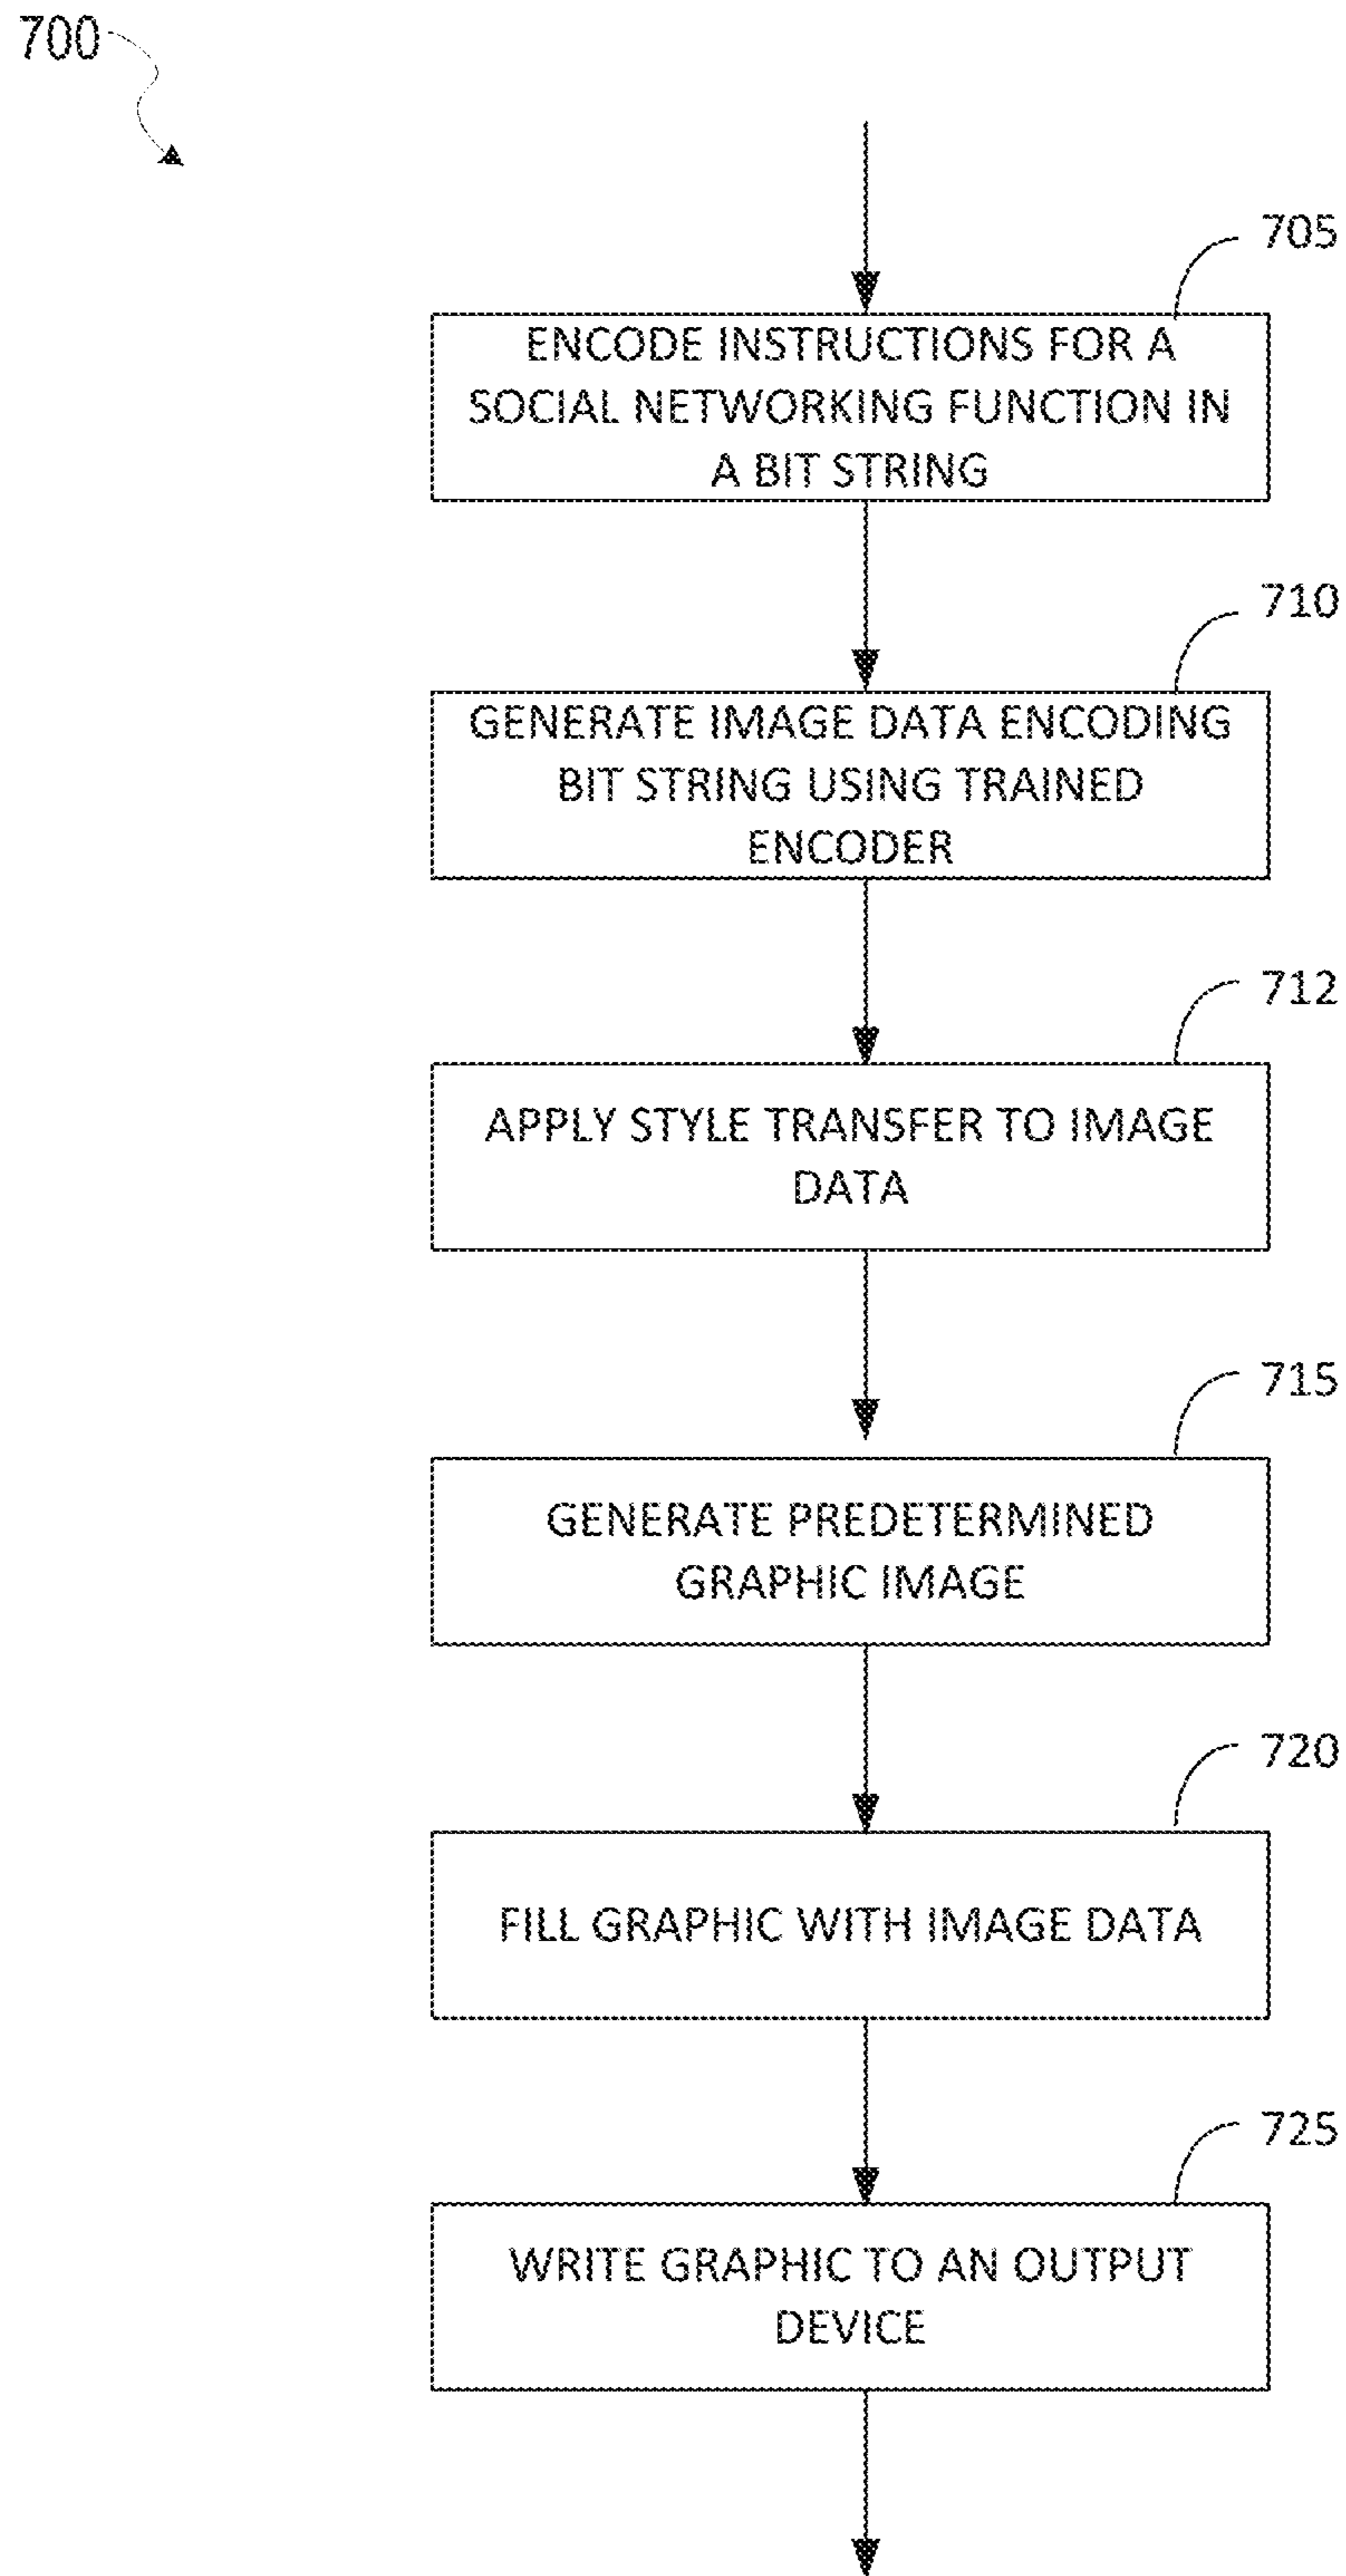 700
705
ENCODE INSTRUCTIONS FOR A
SOCIAL NETWORKING FUNCTION IN
A BIT STRING
710
GENERATE IMAGE DATA ENCODING
BIT STRING USING TRAINED
ENCODER
712
APPLY STYLE TRANSFER TO IMAGE
DATA
715
GENERATE PREDETERMINED
GRAPHIC IMAGE
720
FILL GRAPHIC WITH IMAGE DATA
725
WRITE GRAPHIC TO AN OUTPUT
DEVICE